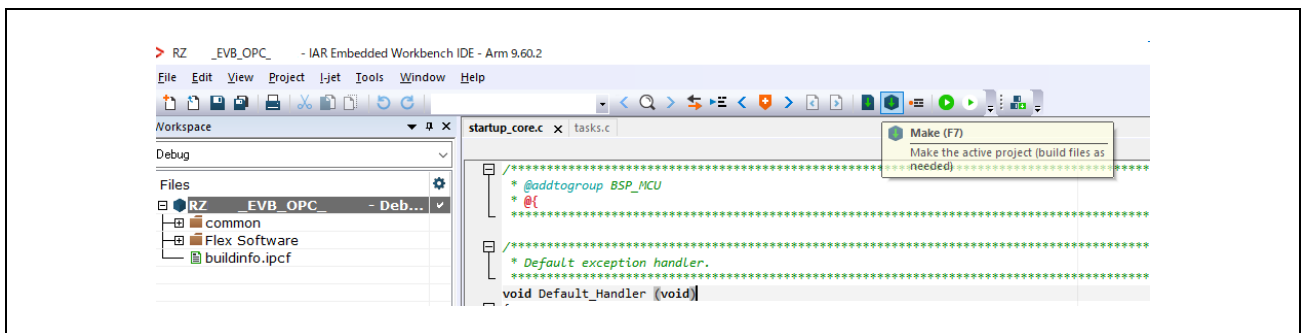 RZ _EVB_OPC_ - IAR Embedded Workbench IDE - Arm 9.60.2
File Edit View Project I-jet Tools Window Help
Workspace
startup_core.c x tasks.c
Make (F7)
Make the active project (build files as
needed)
Debug
Files
RZ _EVB_OPC_ - Deb...
common
Flex Software
buildinfo.ipcf
/******************************************************************************
* @addtogroup BSP_MCU
* @{
******************************************************************************
/******************************************************************************
* Default exception handler.
******************************************************************************
void Default_Handler (void)